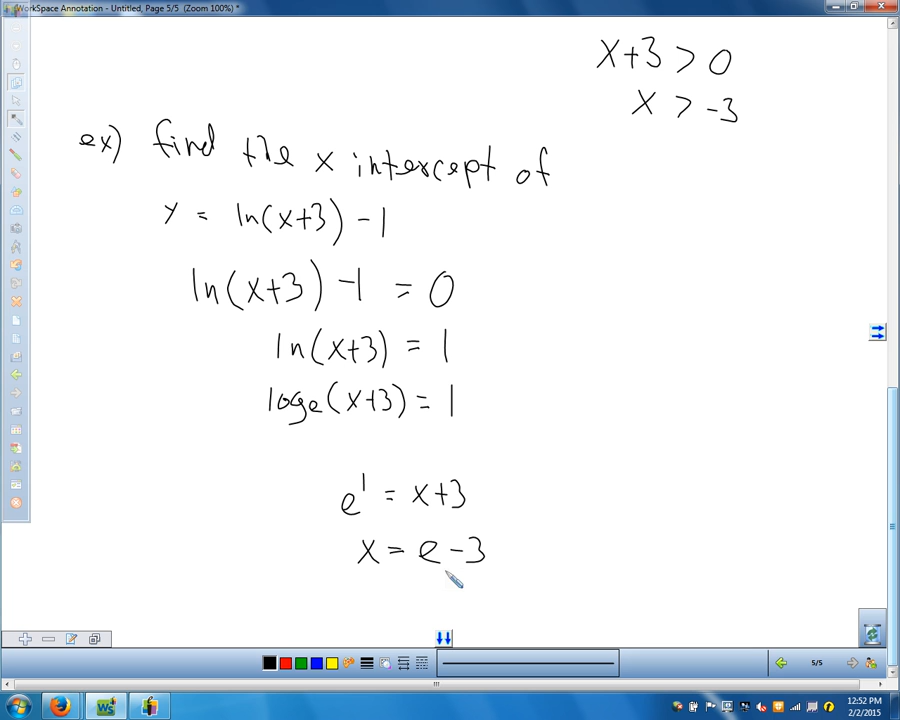 WorkSpace Annotation - Untitled, Page 5/5 (Zoom 100%) *
x+3 > 0
x > -3
ex) find the x intercept of
y = ln(x+3) -1
ln(x+3) -1 = 0
ln(x+3) = 1
loge(x+3) = 1
e¹ = x+3
x = e-3
5/5
12:52 PM
2/2/2015